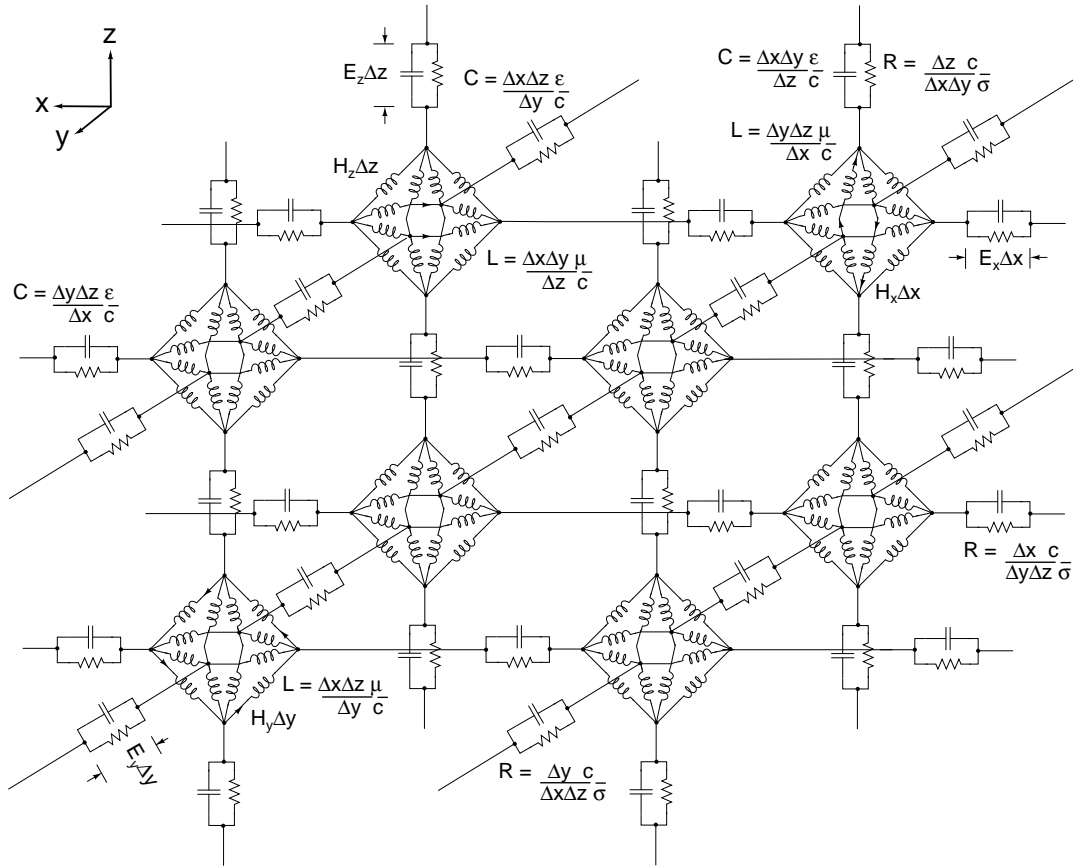 z
x
y
E_zΔz
C = ΔxΔz/Δy ε/c̄
C = ΔxΔy/Δz ε/c̄
R = Δz/ΔxΔy c/σ̄
L = ΔyΔz/Δx μ/c̄
H_zΔz
L = ΔxΔy/Δz μ/c̄
E_xΔx
H_xΔx
C = ΔyΔz/Δx ε/c̄
R = Δx/ΔyΔz c/σ̄
L = ΔxΔz/Δy μ/c̄
H_yΔy
E_yΔy
R = Δy/ΔxΔz c/σ̄